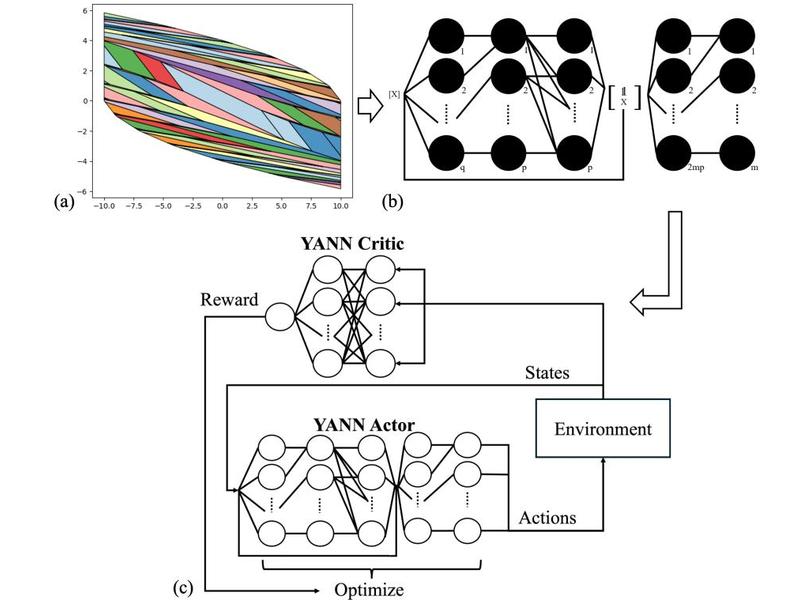 6
4
2
0
−2
−4
−6
−10.0 −7.5 −5.0 −2.5 0.0 2.5 5.0 7.5 10.0
(a)
[X]
1 1 1
2 2 2
q p p
[ 1 X ]
1 1
2 2
2mp m
(b)
YANN Critic
Reward
States
YANN Actor
Environment
Actions
(c)
Optimize